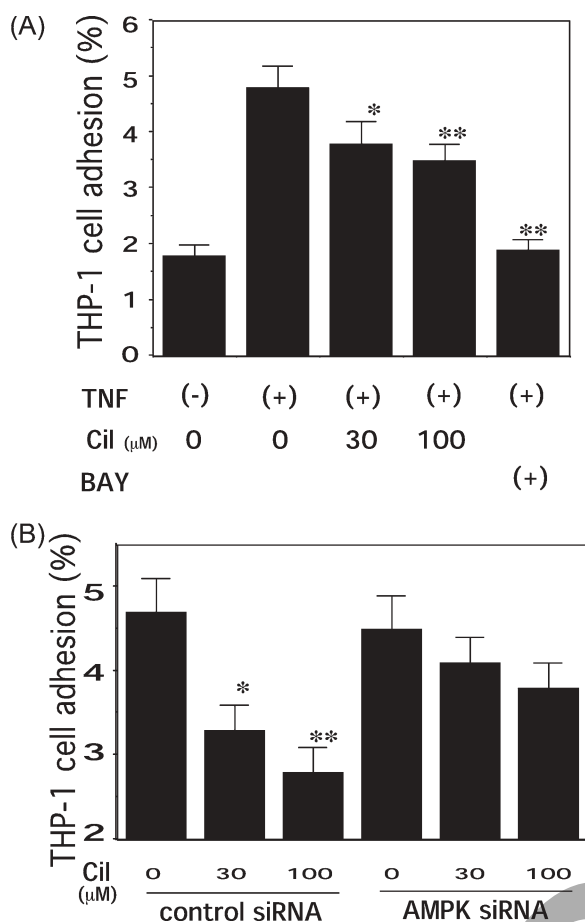 (A)
THP-1 cell adhesion (%)
6
5
4
3
2
1
0
*
**
**
TNF (-) (+) (+) (+) (+)
Cil (μM) 0 0 30 100
BAY (+)
(B)
THP-1 cell adhesion (%)
5
4
3
2
*
**
Cil (μM) 0 30 100 0 30 100
control siRNA AMPK siRNA